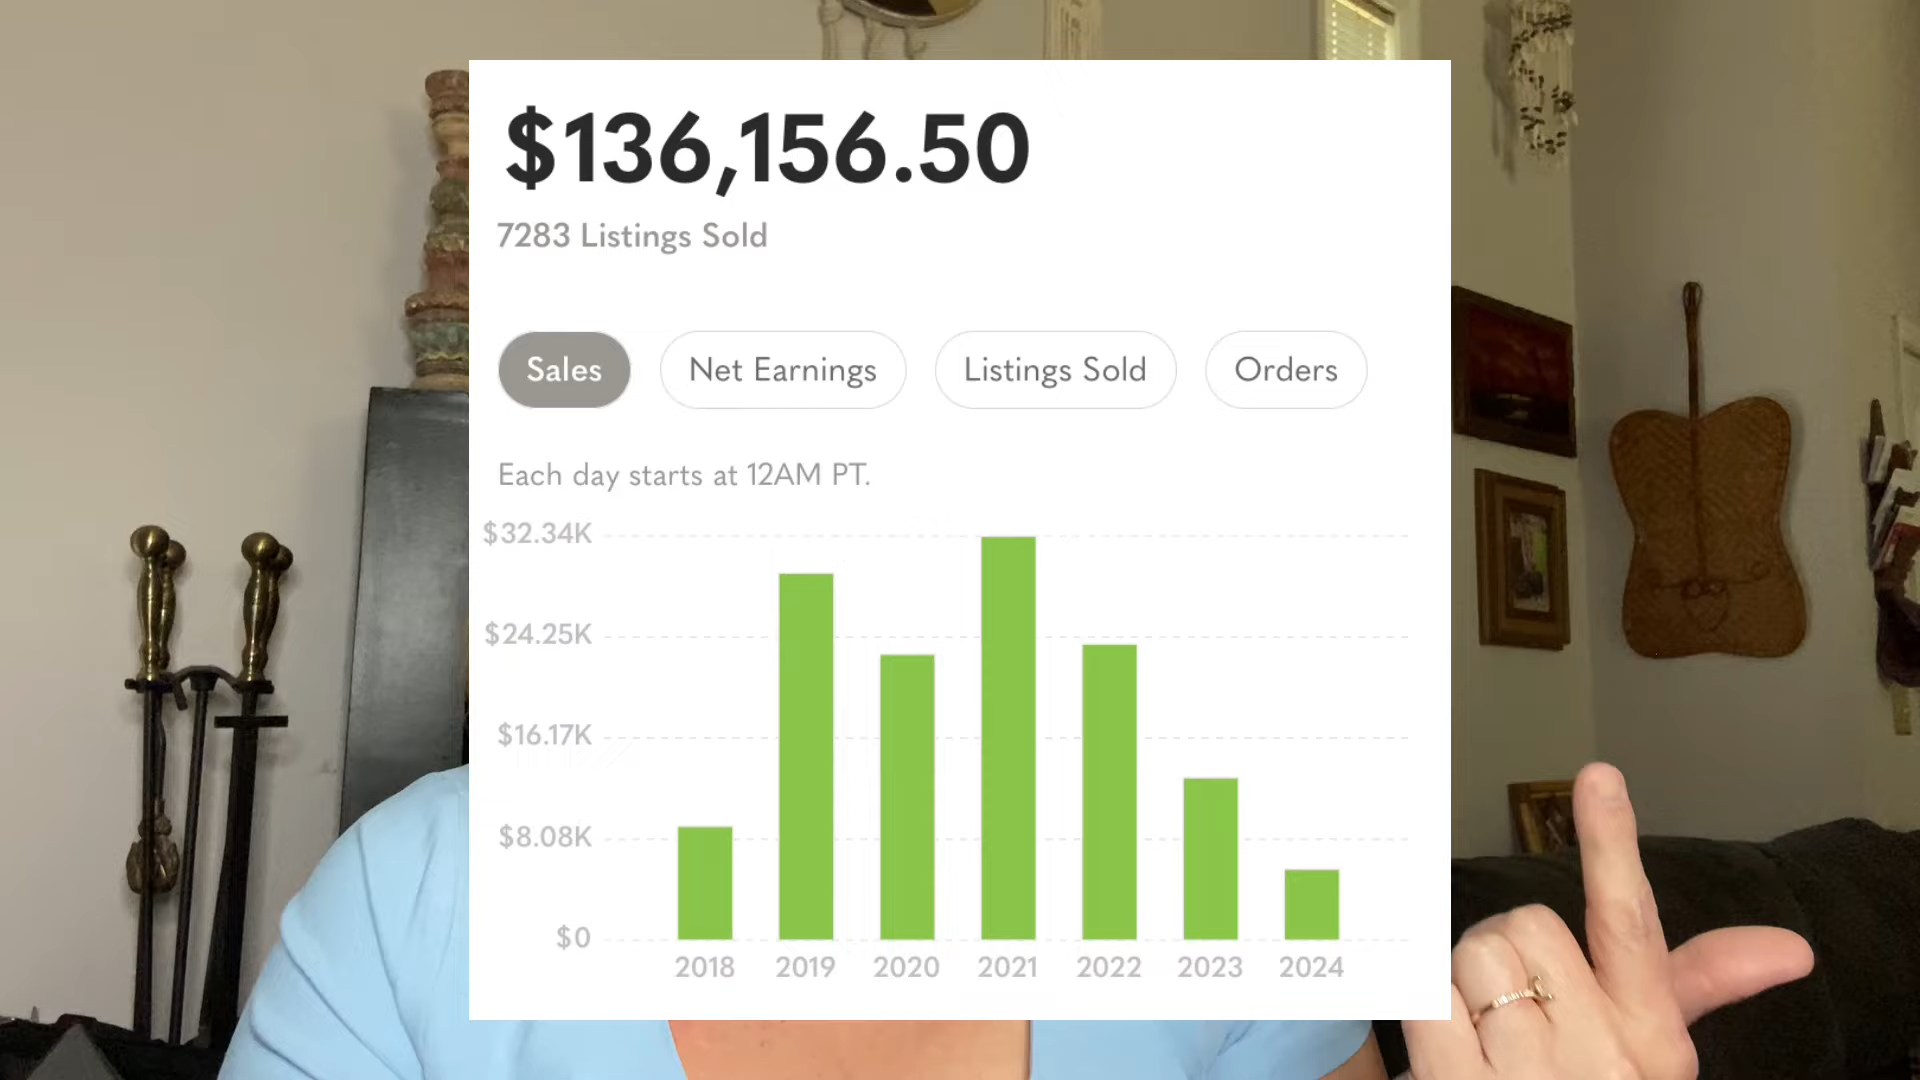 $136,156.50
7283 Listings Sold
Sales Net Earnings Listings Sold Orders
Each day starts at 12AM PT.
$32.34K
$24.25K
$16.17K
$8.08K
$0
2018 2019 2020 2021 2022 2023 2024